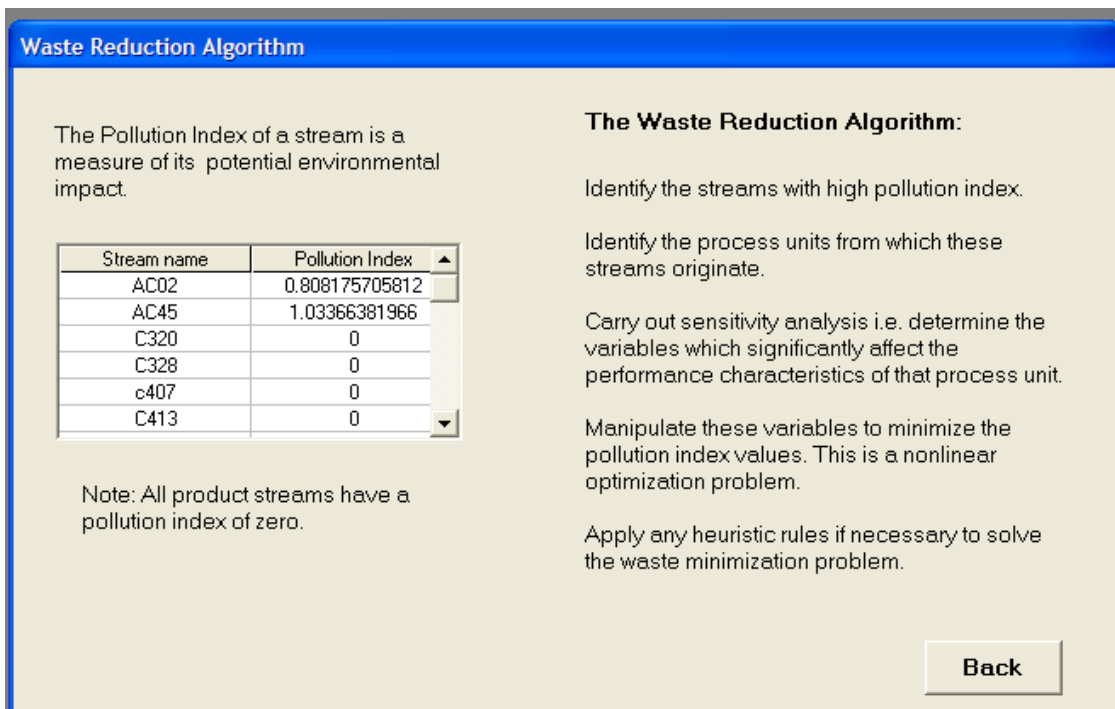 Waste Reduction Algorithm
The Pollution Index of a stream is a
measure of its potential environmental
impact.
Stream name Pollution Index
AC02 0.808175705812
AC45 1.03366381966
C320 0
C328 0
c407 0
C413 0
Note: All product streams have a
pollution index of zero.
The Waste Reduction Algorithm:
Identify the streams with high pollution index.
Identify the process units from which these
streams originate.
Carry out sensitivity analysis i.e. determine the
variables which significantly affect the
performance characteristics of that process unit.
Manipulate these variables to minimize the
pollution index values. This is a nonlinear
optimization problem.
Apply any heuristic rules if necessary to solve
the waste minimization problem.
Back